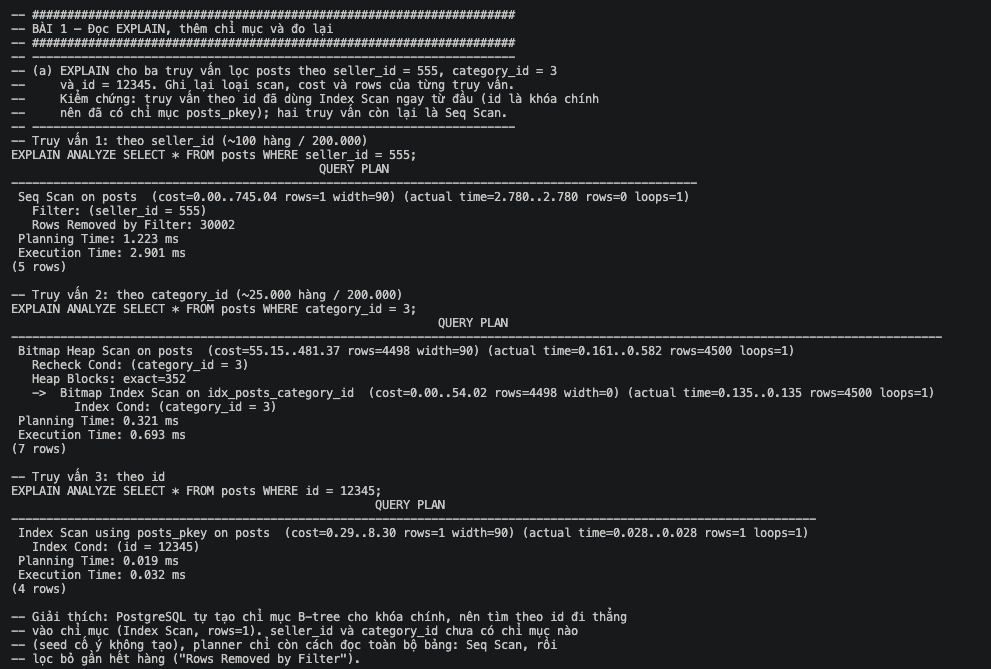 -- ####################################################################
-- BÀI 1 — Đọc EXPLAIN, thêm chỉ mục và đo lại
-- ####################################################################
-- --------------------------------------------------------------------
-- (a) EXPLAIN cho ba truy vấn lọc posts theo seller_id = 555, category_id = 3
--     và id = 12345. Ghi lại loại scan, cost và rows của từng truy vấn.
--     Kiểm chứng: truy vấn theo id đã dùng Index Scan ngay từ đầu (id là khóa chính
--     nên đã có chỉ mục posts_pkey); hai truy vấn còn lại là Seq Scan.
-- --------------------------------------------------------------------
-- Truy vấn 1: theo seller_id (~100 hàng / 200.000)
EXPLAIN ANALYZE SELECT * FROM posts WHERE seller_id = 555;
QUERY PLAN
--------------------------------------------------------------------------------------------------
Seq Scan on posts  (cost=0.00..745.04 rows=1 width=90) (actual time=2.780..2.780 rows=0 loops=1)
  Filter: (seller_id = 555)
  Rows Removed by Filter: 30002
Planning Time: 1.223 ms
Execution Time: 2.901 ms
(5 rows)
-- Truy vấn 2: theo category_id (~25.000 hàng / 200.000)
EXPLAIN ANALYZE SELECT * FROM posts WHERE category_id = 3;
QUERY PLAN
-------------------------------------------------------------------------------------------------------------------------------------
Bitmap Heap Scan on posts  (cost=55.15..481.37 rows=4498 width=90) (actual time=0.161..0.582 rows=4500 loops=1)
  Recheck Cond: (category_id = 3)
  Heap Blocks: exact=352
  ->  Bitmap Index Scan on idx_posts_category_id  (cost=0.00..54.02 rows=4498 width=0) (actual time=0.135..0.135 rows=4500 loops=1)
        Index Cond: (category_id = 3)
Planning Time: 0.321 ms
Execution Time: 0.693 ms
(7 rows)
-- Truy vấn 3: theo id
EXPLAIN ANALYZE SELECT * FROM posts WHERE id = 12345;
QUERY PLAN
-------------------------------------------------------------------------------------------------------------------
Index Scan using posts_pkey on posts  (cost=0.29..8.30 rows=1 width=90) (actual time=0.028..0.028 rows=1 loops=1)
  Index Cond: (id = 12345)
Planning Time: 0.019 ms
Execution Time: 0.032 ms
(4 rows)
-- Giải thích: PostgreSQL tự tạo chỉ mục B-tree cho khóa chính, nên tìm theo id đi thẳng
-- vào chỉ mục (Index Scan, rows=1). seller_id và category_id chưa có chỉ mục nào
-- (seed cố ý không tạo), planner chỉ còn cách đọc toàn bộ bảng: Seq Scan, rồi
-- lọc bỏ gần hết hàng ("Rows Removed by Filter").